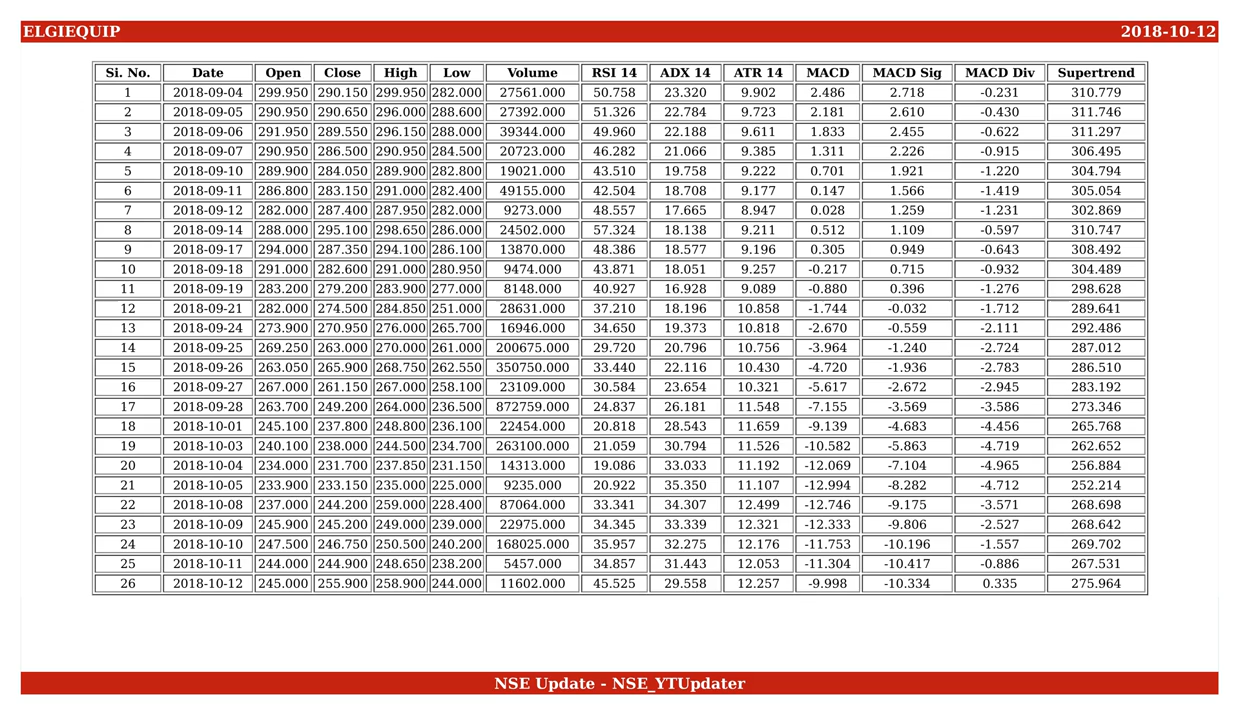 ELGIEQUIP 2018-10-12
Si. No. Date Open Close High Low Volume RSI 14 ADX 14 ATR 14 MACD MACD Sig MACD Div Supertrend
1 2018-09-04 299.950 290.150 299.950 282.000 27561.000 50.758 23.320 9.902 2.486 2.718 -0.231 310.779
2 2018-09-05 290.950 290.650 296.000 288.600 27392.000 51.326 22.784 9.723 2.181 2.610 -0.430 311.746
3 2018-09-06 291.950 289.550 296.150 288.000 39344.000 49.960 22.188 9.611 1.833 2.455 -0.622 311.297
4 2018-09-07 290.950 286.500 290.950 284.500 20723.000 46.282 21.066 9.385 1.311 2.226 -0.915 306.495
5 2018-09-10 289.900 284.050 289.900 282.800 19021.000 43.510 19.758 9.222 0.701 1.921 -1.220 304.794
6 2018-09-11 286.800 283.150 291.000 282.400 49155.000 42.504 18.708 9.177 0.147 1.566 -1.419 305.054
7 2018-09-12 282.000 287.400 287.950 282.000 9273.000 48.557 17.665 8.947 0.028 1.259 -1.231 302.869
8 2018-09-14 288.000 295.100 298.650 286.000 24502.000 57.324 18.138 9.211 0.512 1.109 -0.597 310.747
9 2018-09-17 294.000 287.350 294.100 286.100 13870.000 48.386 18.577 9.196 0.305 0.949 -0.643 308.492
10 2018-09-18 291.000 282.600 291.000 280.950 9474.000 43.871 18.051 9.257 -0.217 0.715 -0.932 304.489
11 2018-09-19 283.200 279.200 283.900 277.000 8148.000 40.927 16.928 9.089 -0.880 0.396 -1.276 298.628
12 2018-09-21 282.000 274.500 284.850 251.000 28631.000 37.210 18.196 10.858 -1.744 -0.032 -1.712 289.641
13 2018-09-24 273.900 270.950 276.000 265.700 16946.000 34.650 19.373 10.818 -2.670 -0.559 -2.111 292.486
14 2018-09-25 269.250 263.000 270.000 261.000 200675.000 29.720 20.796 10.756 -3.964 -1.240 -2.724 287.012
15 2018-09-26 263.050 265.900 268.750 262.550 350750.000 33.440 22.116 10.430 -4.720 -1.936 -2.783 286.510
16 2018-09-27 267.000 261.150 267.000 258.100 23109.000 30.584 23.654 10.321 -5.617 -2.672 -2.945 283.192
17 2018-09-28 263.700 249.200 264.000 236.500 872759.000 24.837 26.181 11.548 -7.155 -3.569 -3.586 273.346
18 2018-10-01 245.100 237.800 248.800 236.100 22454.000 20.818 28.543 11.659 -9.139 -4.683 -4.456 265.768
19 2018-10-03 240.100 238.000 244.500 234.700 263100.000 21.059 30.794 11.526 -10.582 -5.863 -4.719 262.652
20 2018-10-04 234.000 231.700 237.850 231.150 14313.000 19.086 33.033 11.192 -12.069 -7.104 -4.965 256.884
21 2018-10-05 233.900 233.150 235.000 225.000 9235.000 20.922 35.350 11.107 -12.994 -8.282 -4.712 252.214
22 2018-10-08 237.000 244.200 259.000 228.400 87064.000 33.341 34.307 12.499 -12.746 -9.175 -3.571 268.698
23 2018-10-09 245.900 245.200 249.000 239.000 22975.000 34.345 33.339 12.321 -12.333 -9.806 -2.527 268.642
24 2018-10-10 247.500 246.750 250.500 240.200 168025.000 35.957 32.275 12.176 -11.753 -10.196 -1.557 269.702
25 2018-10-11 244.000 244.900 248.650 238.200 5457.000 34.857 31.443 12.053 -11.304 -10.417 -0.886 267.531
26 2018-10-12 245.000 255.900 258.900 244.000 11602.000 45.525 29.558 12.257 -9.998 -10.334 0.335 275.964
NSE Update - NSE_YTUpdater